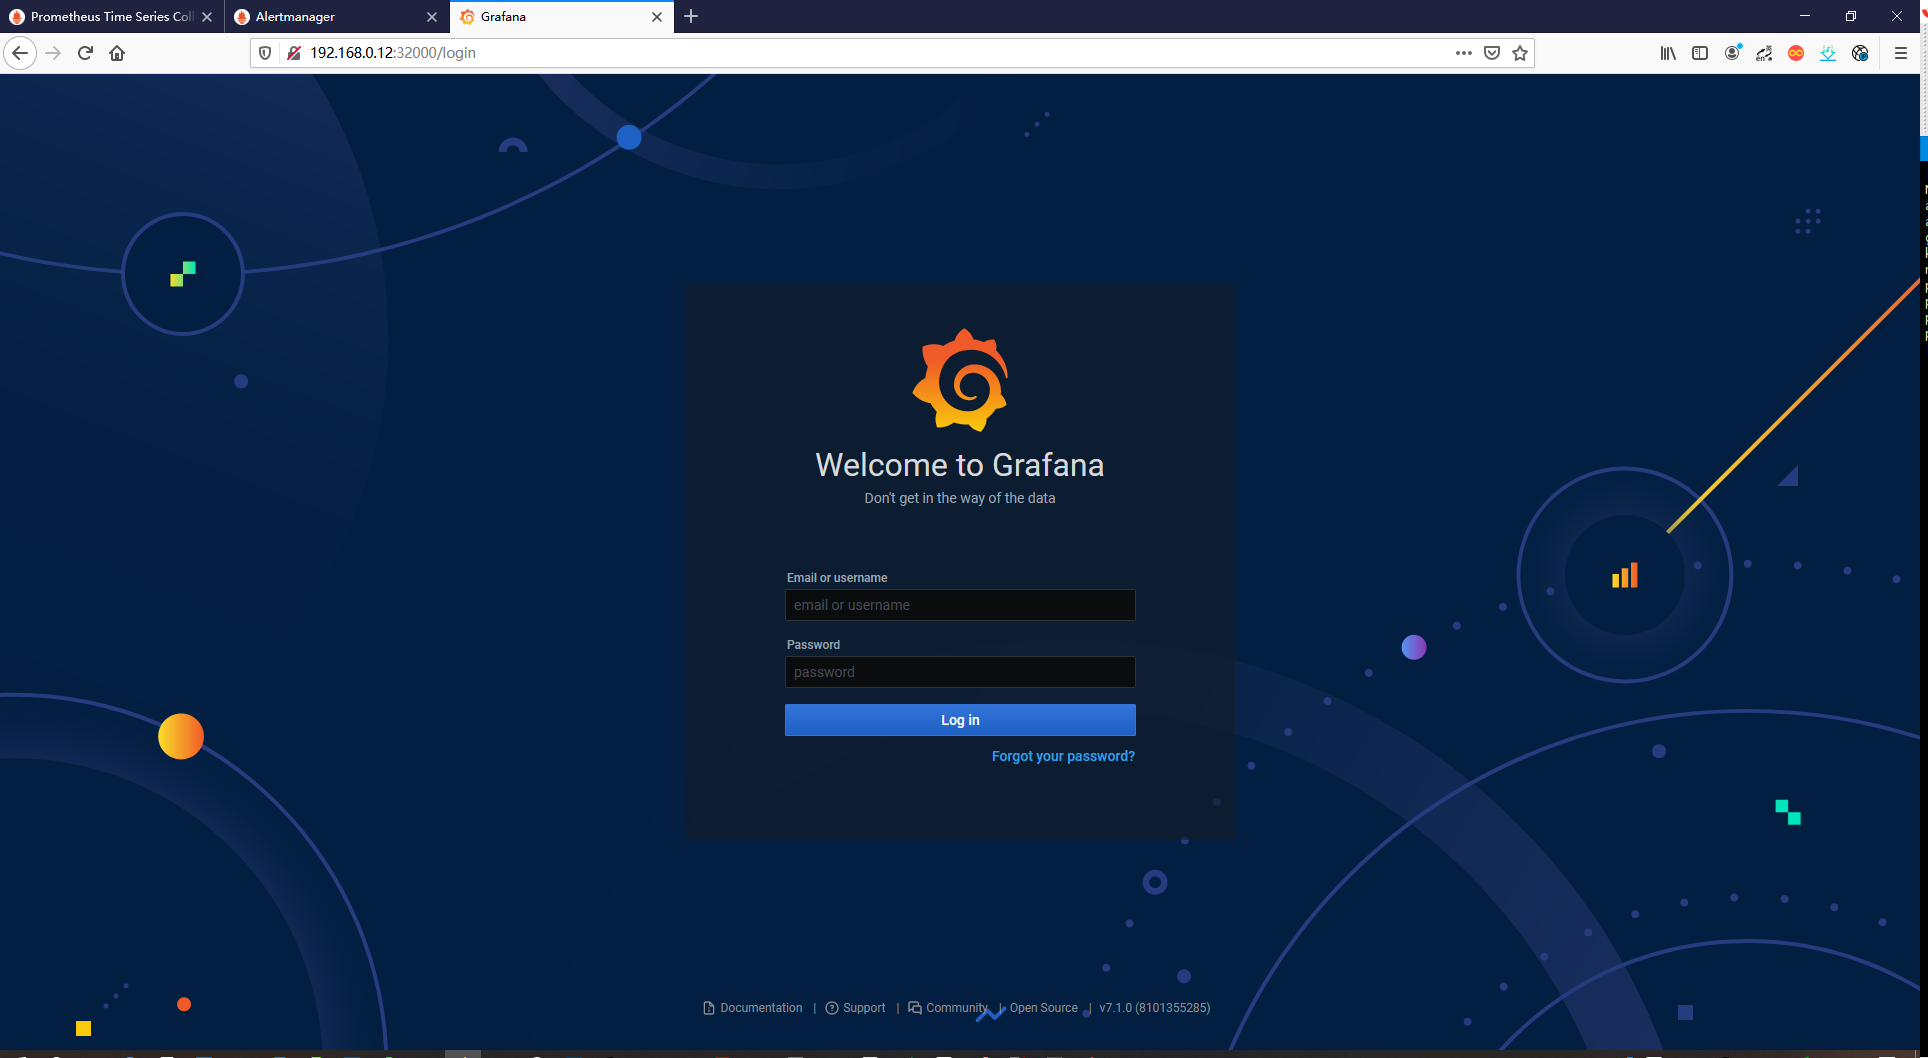 Prometheus Time Series Coll
Alertmanager
Grafana
192.168.0.12:32000/login
en
Welcome to Grafana
Don't get in the way of the data
Email or username
email or username
Password
password
Log in
Forgot your password?
Documentation | Support | Community | Open Source | v7.1.0 (8101355285)